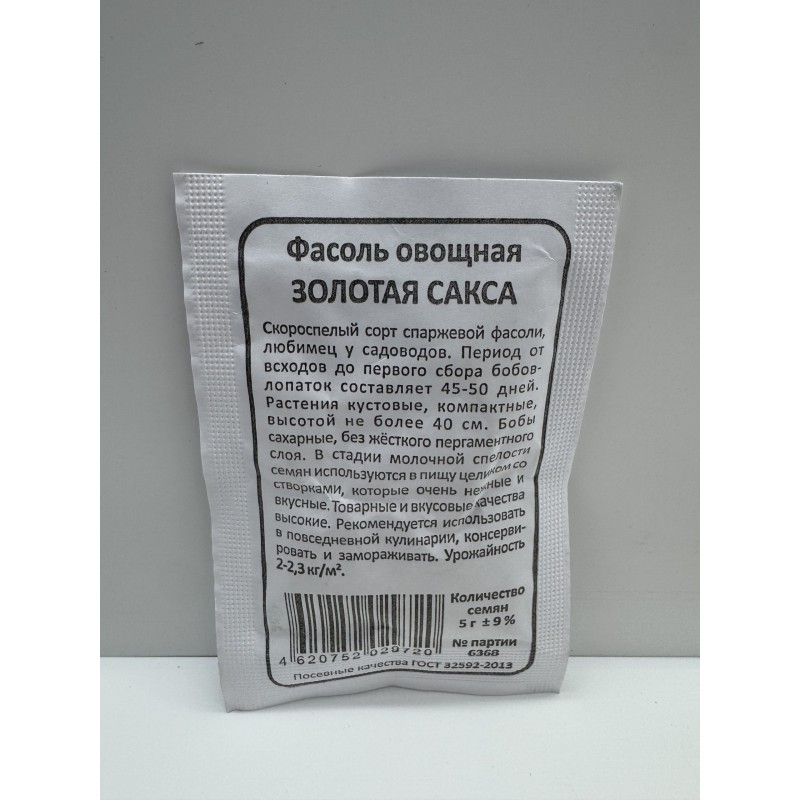 Фасоль овощная
ЗОЛОТАЯ САКСА
Скороспелый сорт спаржевой фасоли,
любимец у садоводов. Период от
всходов до первого сбора бобов-
лопаток составляет 45-50 дней.
Растения кустовые, компактные,
высотой не более 40 см. Бобы
сахарные, без жёсткого пергаментного
слоя. В стадии молочной спелости
семян используются в пищу целиком со
створками, которые очень нежные и
вкусные. Товарные и вкусовые качества
высокие. Рекомендуется использовать
в повседневной кулинарии, консерви-
ровать и замораживать. Урожайность
2-2,3 кг/м².
Количество
семян
5 г ± 9 %
№ партии
6368
4 620752 029720
Посевные качества ГОСТ 32592-2013